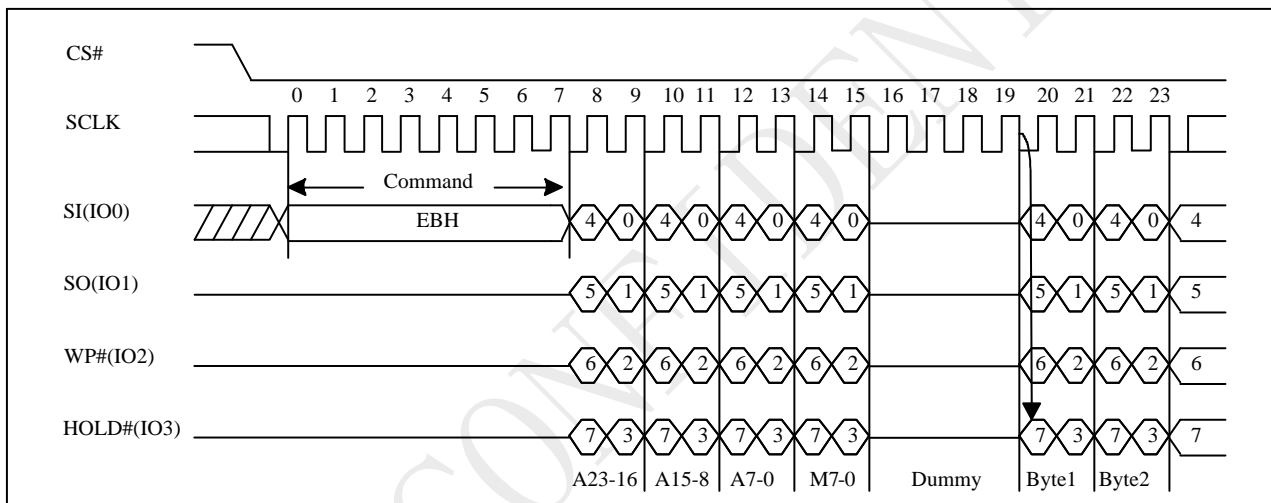 CS#
0 1 2 3 4 5 6 7 8 9 10 11 12 13 14 15 16 17 18 19 20 21 22 23
SCLK
Command
SI(IO0) EBH 4 0 4 0 4 0 4 0 4 0 4 0 4
SO(IO1) 5 1 5 1 5 1 5 1 5 1 5 1 5
WP#(IO2) 6 2 6 2 6 2 6 2 6 2 6 2 6
HOLD#(IO3) 7 3 7 3 7 3 7 3 7 3 7 3 7
A23-16 A15-8 A7-0 M7-0 Dummy Byte1 Byte2